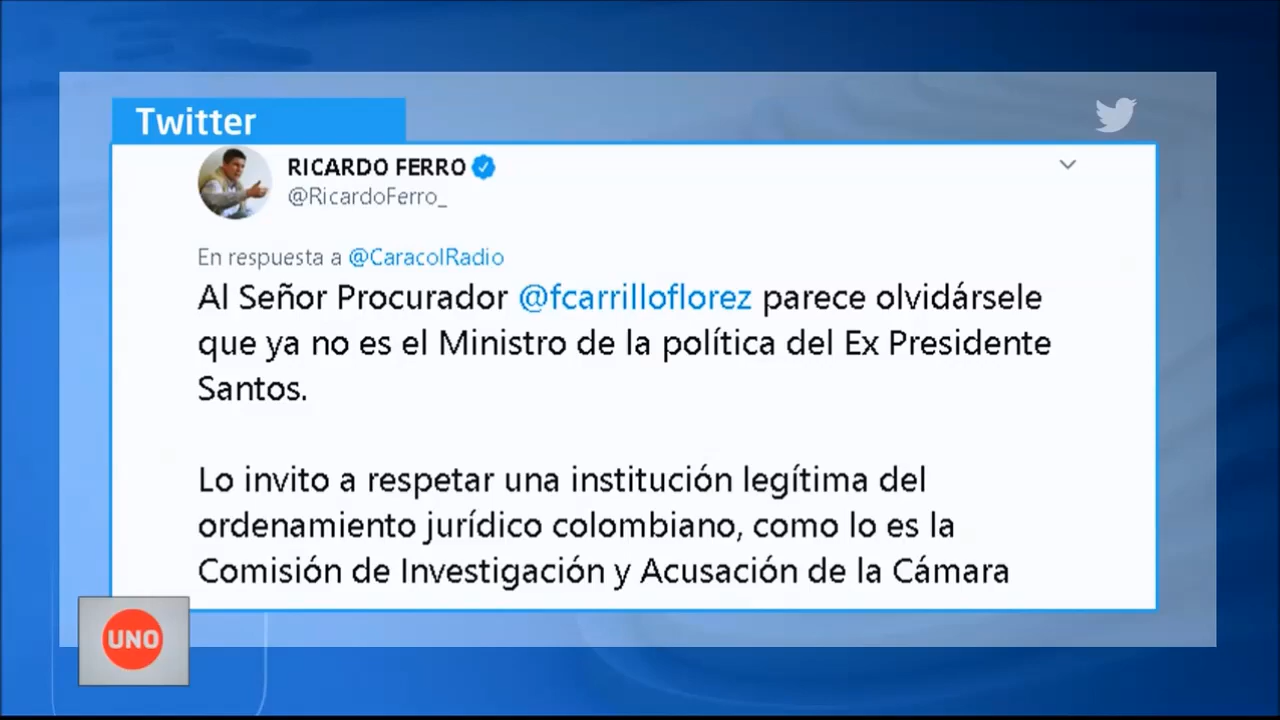 Twitter
RICARDO FERRO
@RicardoFerro_
En respuesta a @CaracolRadio
Al Señor Procurador @fcarrilloflorez parece olvidársele
que ya no es el Ministro de la política del Ex Presidente
Santos.
Lo invito a respetar una institución legítima del
ordenamiento jurídico colombiano, como lo es la
Comisión de Investigación y Acusación de la Cámara
UNO